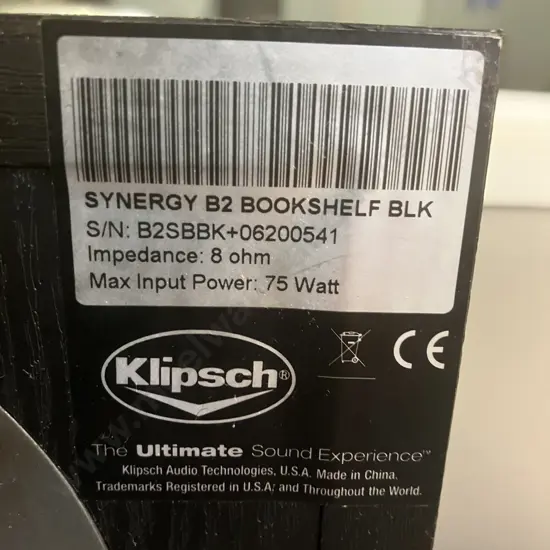 SYNERGY B2 BOOKSHELF BLK
S/N: B2SBBK+06200541
Impedance: 8 ohm
Max Input Power: 75 Watt
Klipsch®
CE
The Ultimate Sound Experience™
Klipsch Audio Technologies, U.S.A. Made in China.
Trademarks Registered in U.S.A; and Throughout the World.